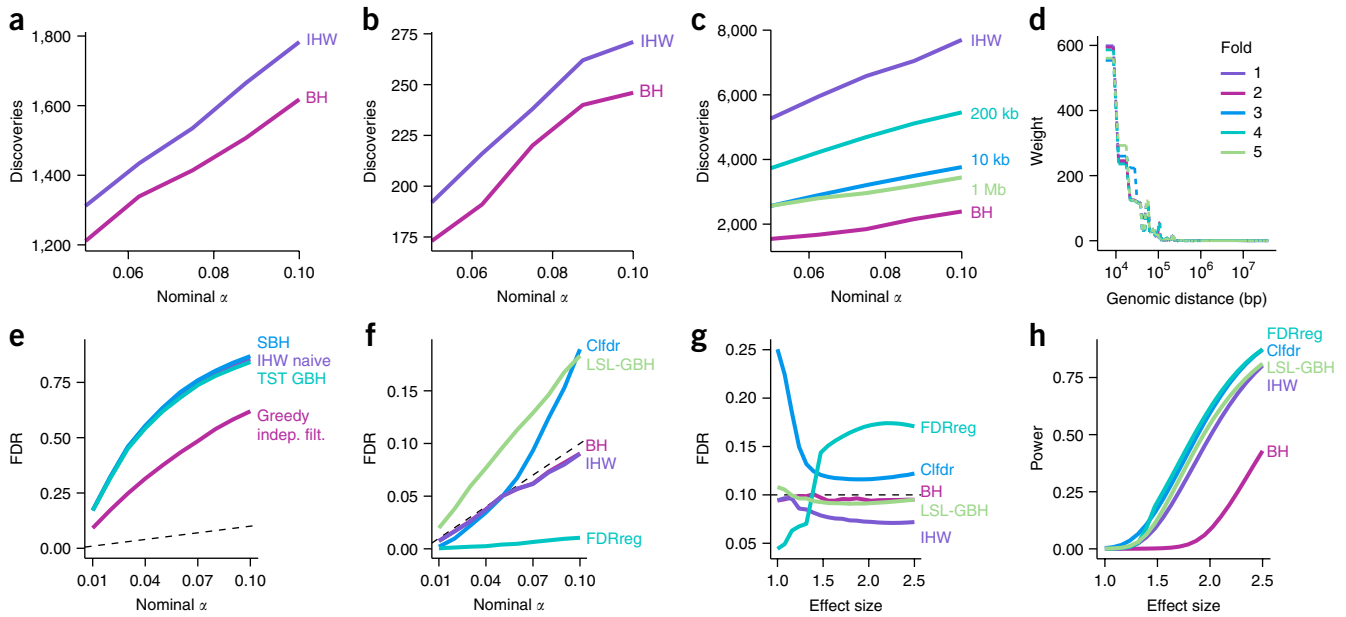 a
1,800
1,600
1,400
1,200
Discoveries
IHW
BH
0.06 0.08 0.10
Nominal α
b
275
250
225
200
175
Discoveries
IHW
BH
0.06 0.08 0.10
Nominal α
c
8,000
6,000
4,000
2,000
Discoveries
IHW
200 kb
10 kb
1 Mb
BH
0.06 0.08 0.10
Nominal α
d
600
400
200
0
Weight
Fold
1
2
3
4
5
10⁴ 10⁵ 10⁶ 10⁷
Genomic distance (bp)
e
0.75
0.50
0.25
0.00
FDR
SBH
IHW naive
TST GBH
Greedy
indep. filt.
0.01 0.04 0.07 0.10
Nominal α
f
0.15
0.10
0.05
0.00
FDR
Clfdr
LSL-GBH
BH
IHW
FDRreg
0.01 0.04 0.07 0.10
Nominal α
g
0.25
0.20
0.15
0.10
0.05
FDR
FDRreg
Clfdr
BH
LSL-GBH
IHW
1.0 1.5 2.0 2.5
Effect size
h
0.75
0.50
0.25
0.00
Power
FDRreg
Clfdr
LSL-GBH
IHW
BH
1.0 1.5 2.0 2.5
Effect size